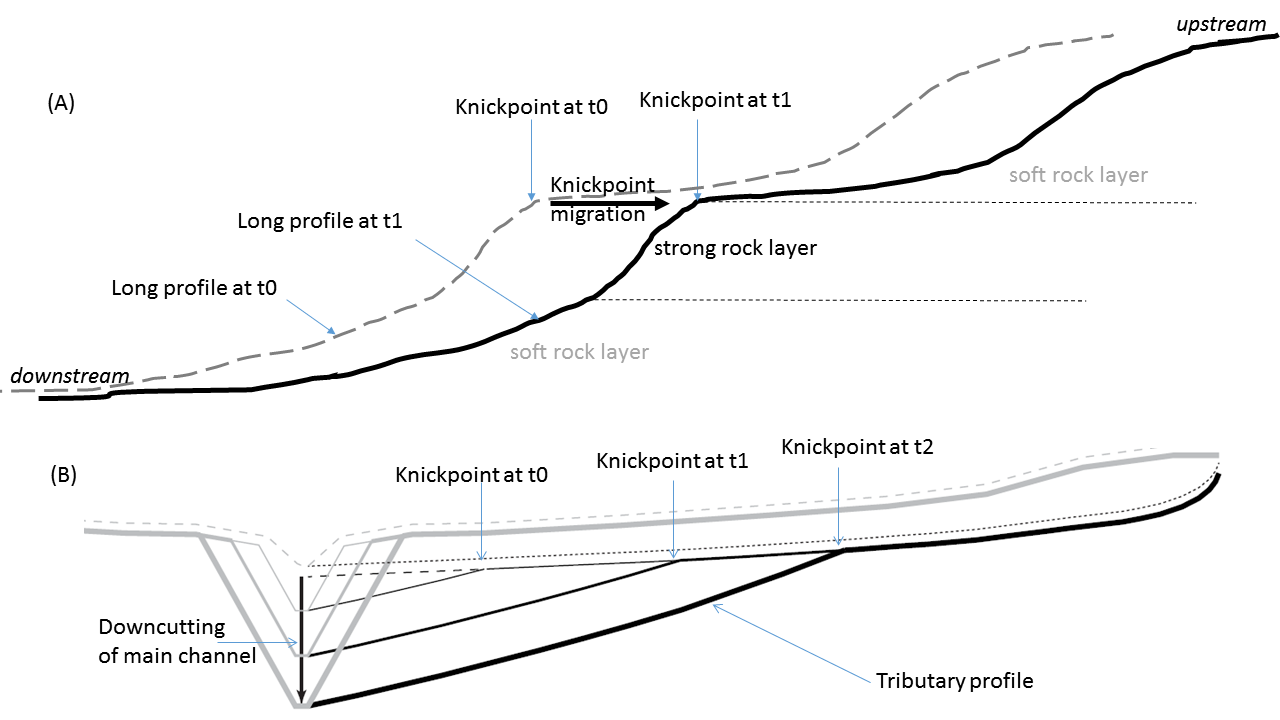 upstream
(A)
Knickpoint at t0
Knickpoint at t1
soft rock layer
Knickpoint
migration
Long profile at t1
strong rock layer
Long profile at t0
soft rock layer
downstream
(B)
Knickpoint at t0
Knickpoint at t1
Knickpoint at t2
Downcutting
of main channel
Tributary profile